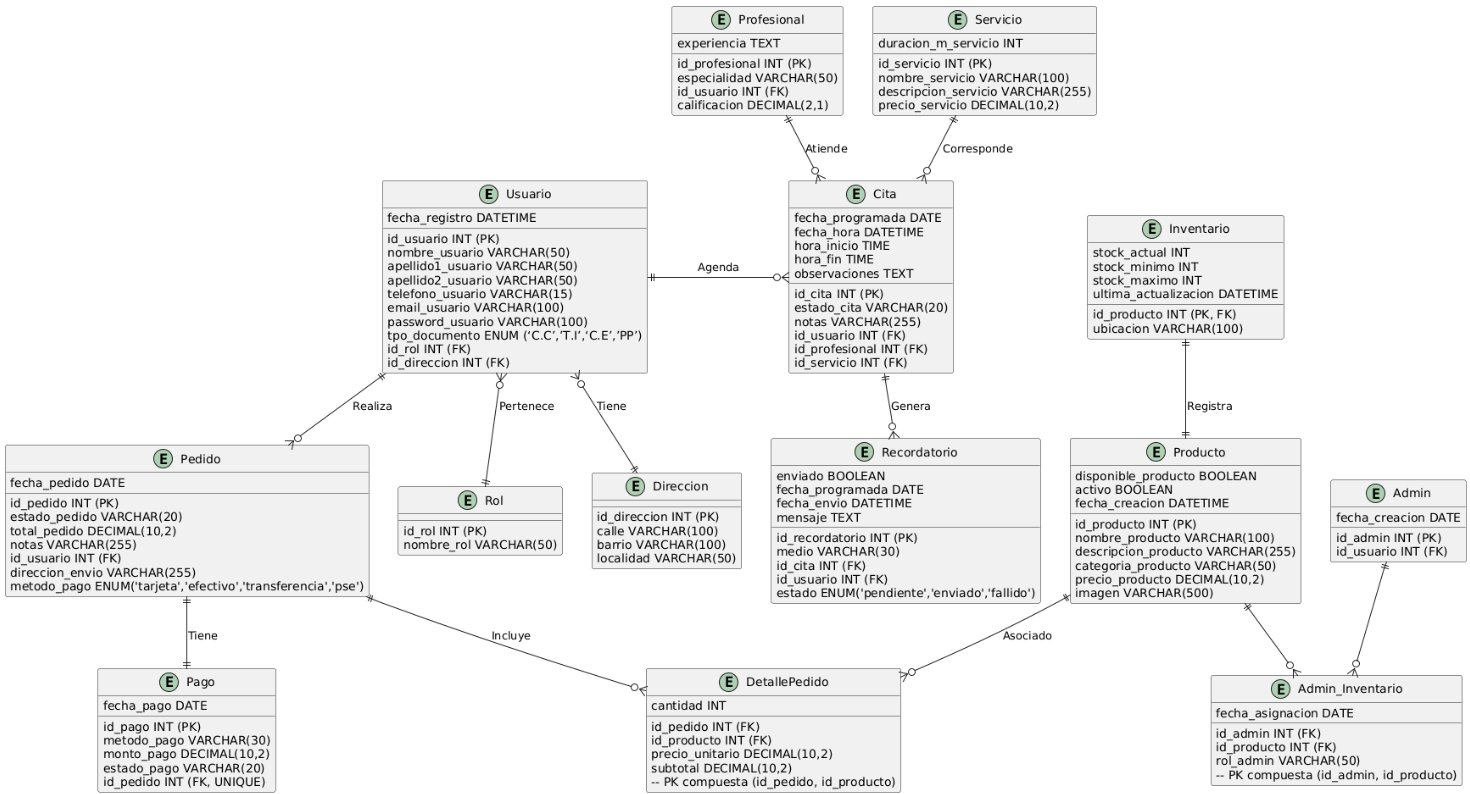 E Profesional
experiencia TEXT
id_profesional INT (PK)
especialidad VARCHAR(50)
id_usuario INT (FK)
calificacion DECIMAL(2,1)
E Servicio
duracion_m_servicio INT
id_servicio INT (PK)
nombre_servicio VARCHAR(100)
descripcion_servicio VARCHAR(255)
precio_servicio DECIMAL(10,2)
Atiende
Corresponde
E Usuario
fecha_registro DATETIME
id_usuario INT (PK)
nombre_usuario VARCHAR(50)
apellido1_usuario VARCHAR(50)
apellido2_usuario VARCHAR(50)
telefono_usuario VARCHAR(15)
email_usuario VARCHAR(100)
password_usuario VARCHAR(100)
tpo_documento ENUM (‘C.C’,’T.I’,‘C.E’,’PP’)
id_rol INT (FK)
id_direccion INT (FK)
Agenda
E Cita
fecha_programada DATE
fecha_hora DATETIME
hora_inicio TIME
hora_fin TIME
observaciones TEXT
id_cita INT (PK)
estado_cita VARCHAR(20)
notas VARCHAR(255)
id_usuario INT (FK)
id_profesional INT (FK)
id_servicio INT (FK)
E Inventario
stock_actual INT
stock_minimo INT
stock_maximo INT
ultima_actualizacion DATETIME
id_producto INT (PK, FK)
ubicacion VARCHAR(100)
Realiza
Pertenece
Tiene
Genera
Registra
E Pedido
fecha_pedido DATE
id_pedido INT (PK)
estado_pedido VARCHAR(20)
total_pedido DECIMAL(10,2)
notas VARCHAR(255)
id_usuario INT (FK)
direccion_envio VARCHAR(255)
metodo_pago ENUM('tarjeta','efectivo','transferencia','pse')
E Rol
id_rol INT (PK)
nombre_rol VARCHAR(50)
E Direccion
id_direccion INT (PK)
calle VARCHAR(100)
barrio VARCHAR(100)
localidad VARCHAR(50)
E Recordatorio
enviado BOOLEAN
fecha_programada DATE
fecha_envio DATETIME
mensaje TEXT
id_recordatorio INT (PK)
medio VARCHAR(30)
id_cita INT (FK)
id_usuario INT (FK)
estado ENUM('pendiente','enviado','fallido')
E Producto
disponible_producto BOOLEAN
activo BOOLEAN
fecha_creacion DATETIME
id_producto INT (PK)
nombre_producto VARCHAR(100)
descripcion_producto VARCHAR(255)
categoria_producto VARCHAR(50)
precio_producto DECIMAL(10,2)
imagen VARCHAR(500)
E Admin
fecha_creacion DATE
id_admin INT (PK)
id_usuario INT (FK)
Tiene
Incluye
Asociado
E Pago
fecha_pago DATE
id_pago INT (PK)
metodo_pago VARCHAR(30)
monto_pago DECIMAL(10,2)
estado_pago VARCHAR(20)
id_pedido INT (FK, UNIQUE)
E DetallePedido
cantidad INT
id_pedido INT (FK)
id_producto INT (FK)
precio_unitario DECIMAL(10,2)
subtotal DECIMAL(10,2)
-- PK compuesta (id_pedido, id_producto)
E Admin_Inventario
fecha_asignacion DATE
id_admin INT (FK)
id_producto INT (FK)
rol_admin VARCHAR(50)
-- PK compuesta (id_admin, id_producto)